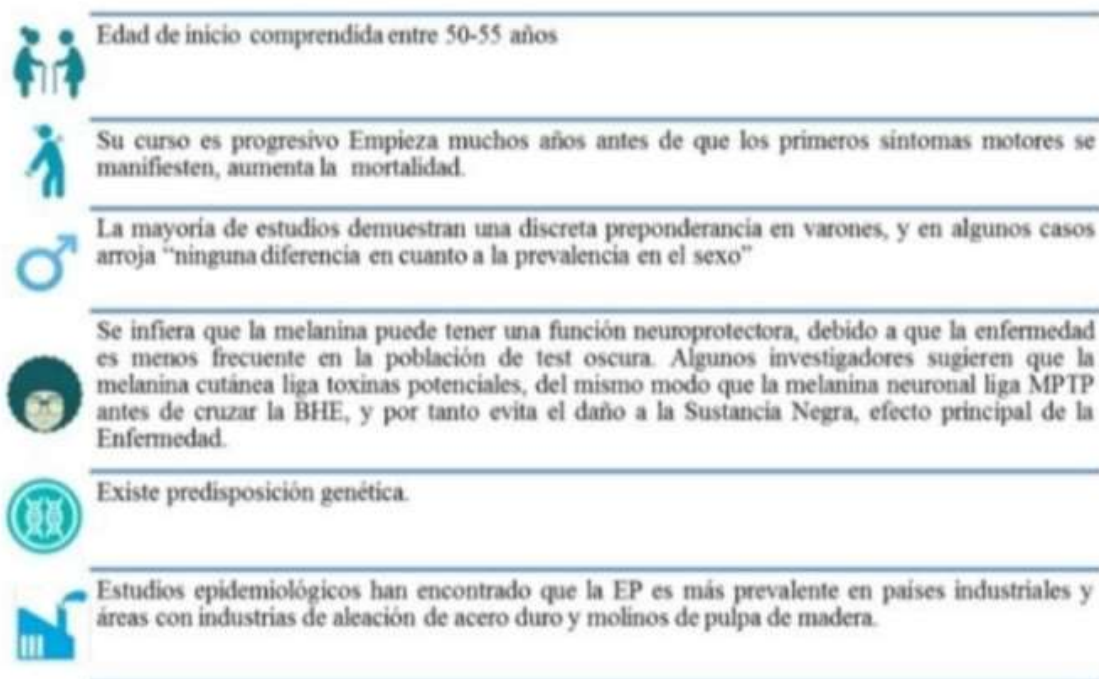 Edad de inicio comprendida entre 50-55 años
Su curso es progresivo Empieza muchos años antes de que los primeros síntomas motores se
manifiesten, aumenta la mortalidad.
La mayoría de estudios demuestran una discreta preponderancia en varones, y en algunos casos
arroja “ninguna diferencia en cuanto a la prevalencia en el sexo”
Se infiera que la melanina puede tener una función neuroprotectora, debido a que la enfermedad
es menos frecuente en la población de test oscura. Algunos investigadores sugieren que la
melanina cutánea liga toxinas potenciales, del mismo modo que la melanina neuronal liga MPTP
antes de cruzar la BHE, y por tanto evita el daño a la Sustancia Negra, efecto principal de la
Enfermedad.
Existe predisposición genética.
Estudios epidemiológicos han encontrado que la EP es más prevalente en países industriales y
áreas con industrias de aleación de acero duro y molinos de pulpa de madera.